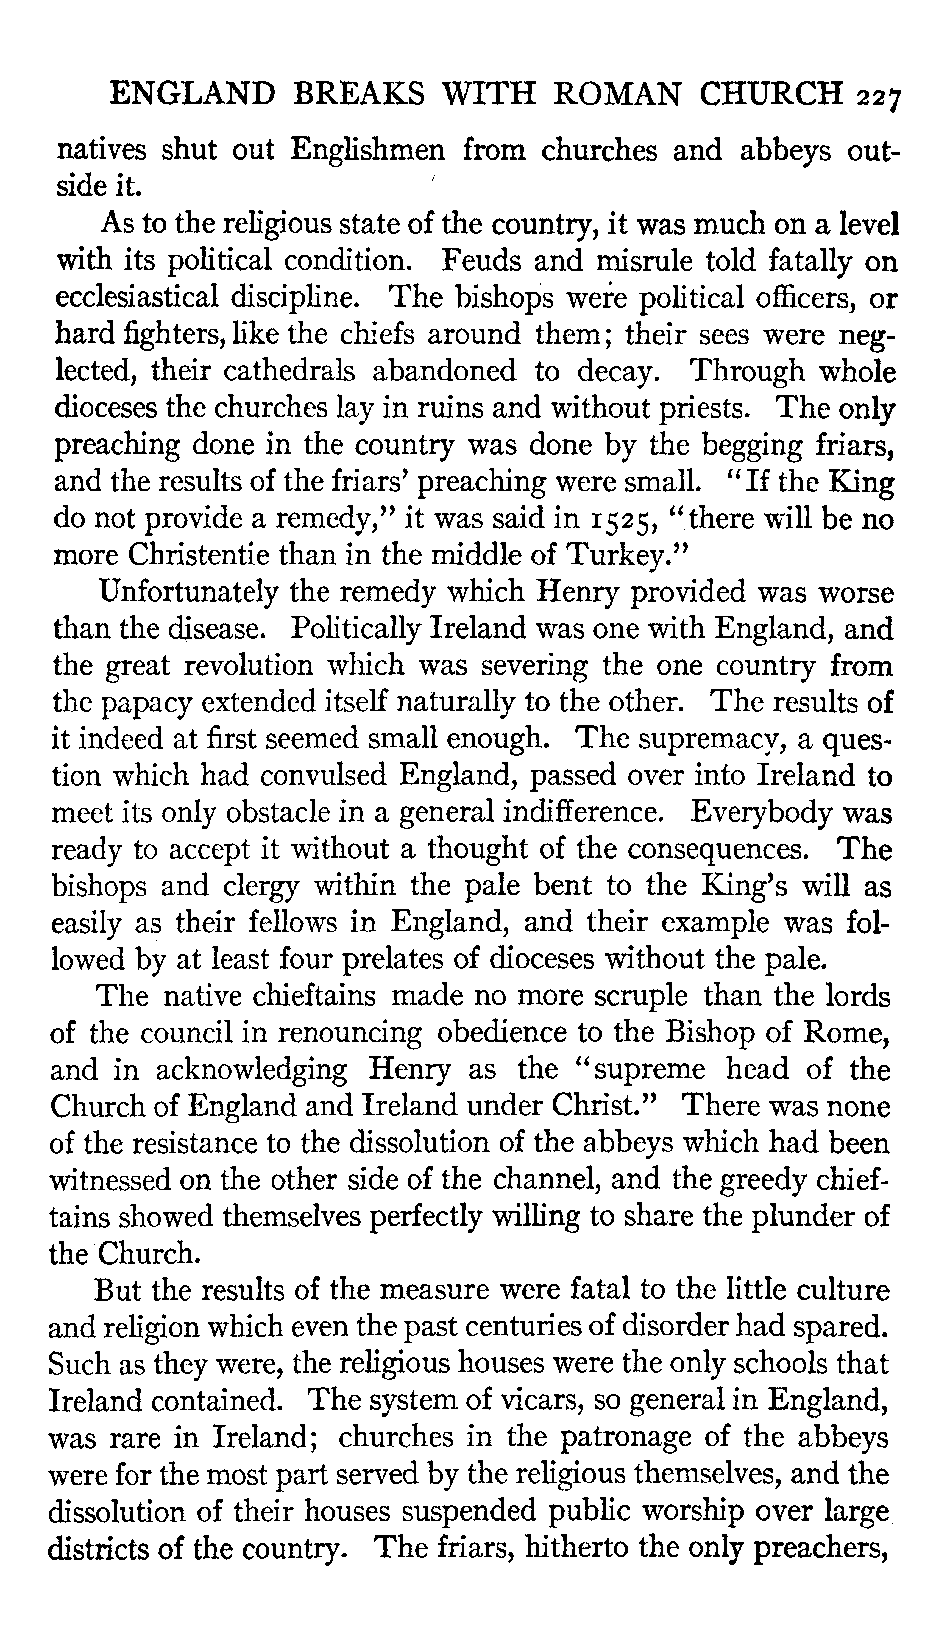 ENGLAND BREAKS WITH ROMAN CHURCH 227
natives shut out Englishmen from churches and abbeys out-
side it.
As to the religious state of the country, it was much on a level
with its political condition. Feuds and misrule told fatally on
ecclesiastical discipline. The bishops were political officers, or
hard fighters, like the chiefs around them; their sees were neg-
lected, their cathedrals abandoned to decay. Through whole
dioceses the churches lay in ruins and without priests. The only
preaching done in the country was done by the begging friars,
and the results of the friars' preaching were small. "If the King
do not provide a remedy," it was said in 1525, "there will be no
more Christentie than in the middle of Turkey."
Unfortunately the remedy which Henry provided was worse
than the disease. Politically Ireland was one with England, and
the great revolution which was severing the one country from
the papacy extended itself naturally to the other. The results of
it indeed at first seemed small enough. The supremacy, a ques-
tion which had convulsed England, passed over into Ireland to
meet its only obstacle in a general indifference. Everybody was
ready to accept it without a thought of the consequences. The
bishops and clergy within the pale bent to the King's will as
easily as their fellows in England, and their example was fol-
lowed by at least four prelates of dioceses without the pale.
The native chieftains made no more scruple than the lords
of the council in renouncing obedience to the Bishop of Rome,
and in acknowledging Henry as the "supreme head of the
Church of England and Ireland under Christ." There was none
of the resistance to the dissolution of the abbeys which had been
witnessed on the other side of the channel, and the greedy chief-
tains showed themselves perfectly willing to share the plunder of
the Church.
But the results of the measure were fatal to the little culture
and religion which even the past centuries of disorder had spared.
Such as they were, the religious houses were the only schools that
Ireland contained. The system of vicars, so general in England,
was rare in Ireland; churches in the patronage of the abbeys
were for the most part served by the religious themselves, and the
dissolution of their houses suspended public worship over large
districts of the country. The friars, hitherto the only preachers,